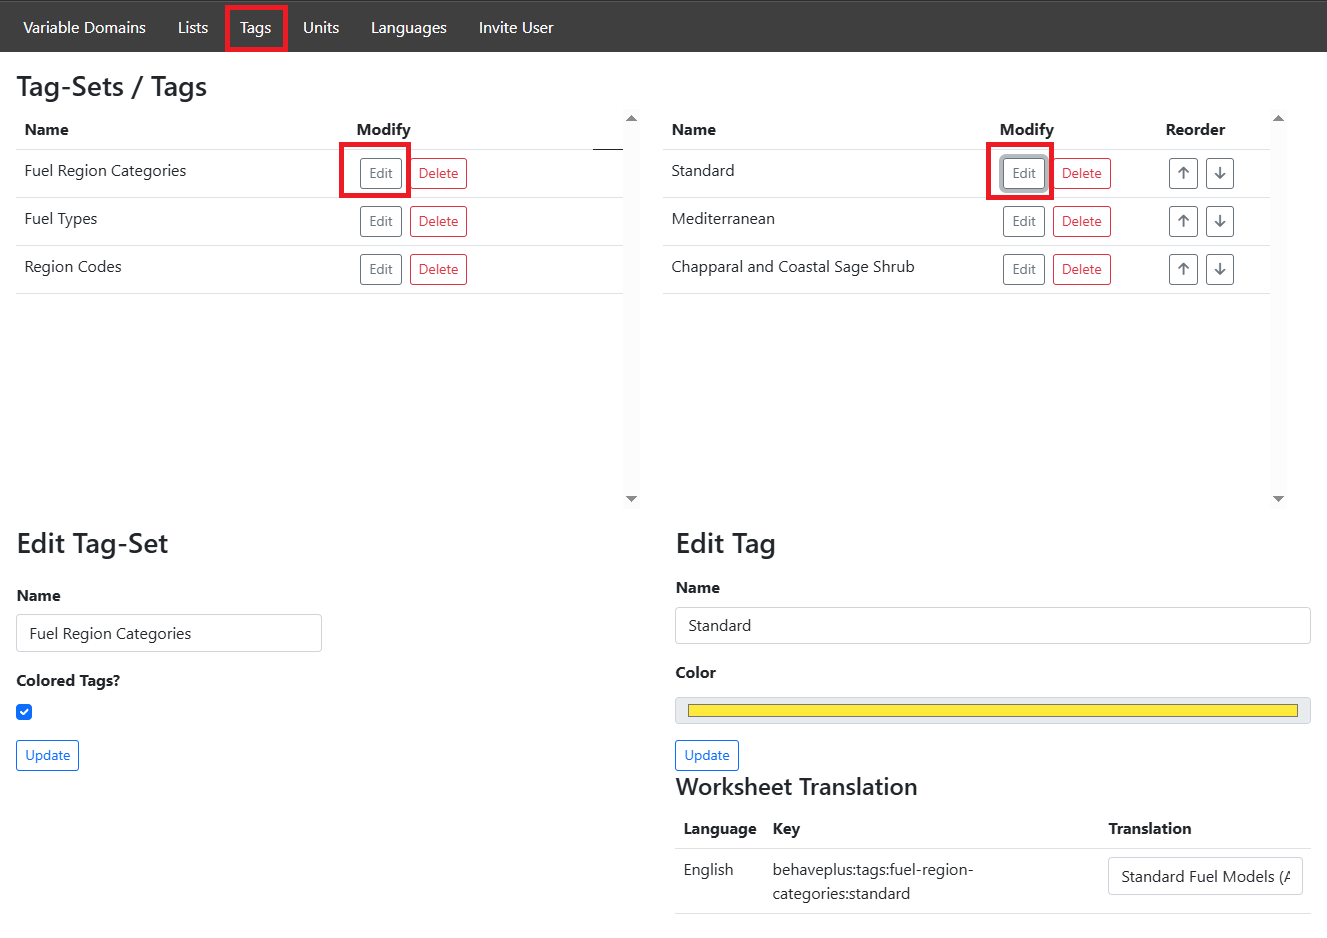 Variable Domains Lists Tags Units Languages Invite User
Tag-Sets / Tags
Name Modify
Fuel Region Categories Edit Delete
Fuel Types Edit Delete
Region Codes Edit Delete
Name Modify Reorder
Standard Edit Delete
Mediterranean Edit Delete
Chapparal and Coastal Sage Shrub Edit Delete
Edit Tag-Set
Name
Fuel Region Categories
Colored Tags?
Update
Edit Tag
Name
Standard
Color
Update
Worksheet Translation
Language Key Translation
English behaveplus:tags:fuel-region-
categories:standard
Standard Fuel Models (